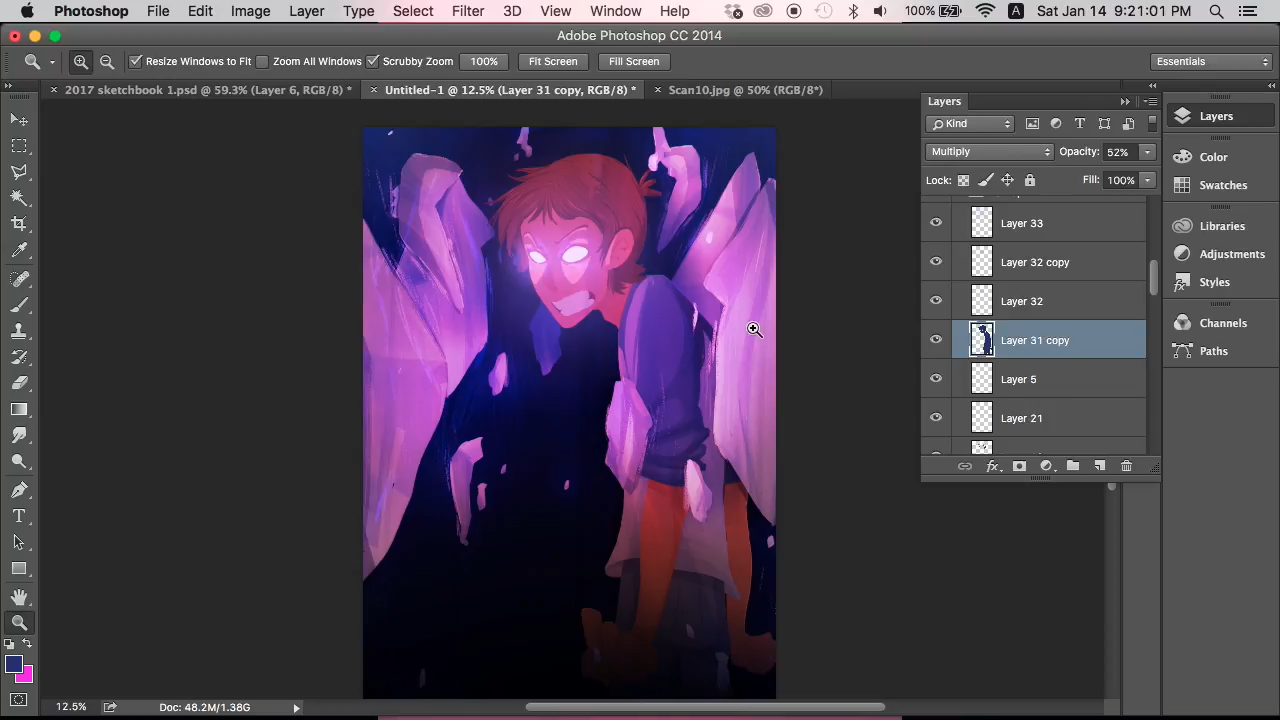 Photoshop File Edit Image Layer Type Select Filter 3D View Window Help 100% A Sat Jan 14 9:21:01 PM
Adobe Photoshop CC 2014
Resize Windows to Fit Zoom All Windows Scrubby Zoom 100% Fit Screen Fill Screen Essentials
2017 sketchbook 1.psd @ 59.3% (Layer 6, RGB/8) * Untitled-1 @ 12.5% (Layer 31 copy, RGB/8) * Scan10.jpg @ 50% (RGB/8*)
Layers
Kind
Multiply Opacity: 52%
Lock: Fill: 100%
Layer 33
Layer 32 copy
Layer 32
Layer 31 copy
Layer 5
Layer 21
fx
Layers
Color
Swatches
Libraries
Adjustments
Styles
Channels
Paths
T
12.5% Doc: 48.2M/1.38G